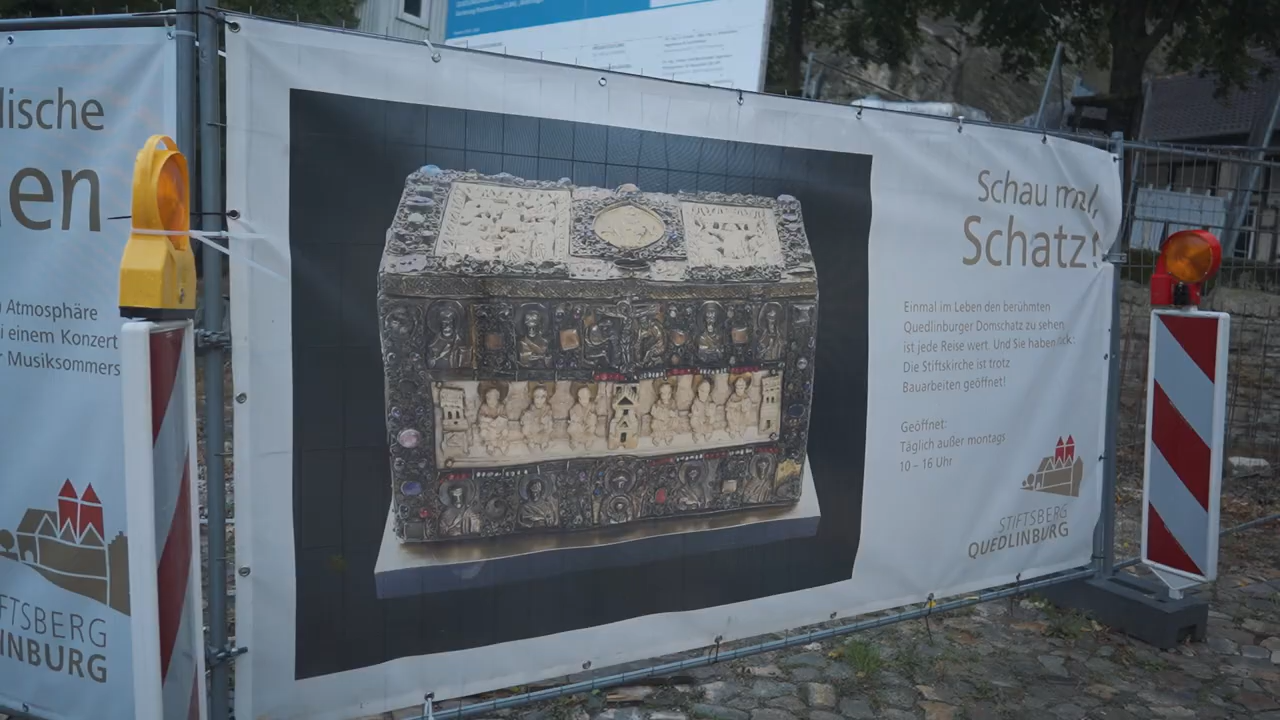 lische
en
Atmosphäre
i einem Konzert
r Musiksommers
FTSBERG
LINBURG
Schau mal,
Schatz!
Einmal im Leben den berühmten
Quedlinburger Domschatz zu sehen,
ist jede Reise wert. Und Sie haben
Die Stiftskirche ist trotz
Bauarbeiten geöffnet!
Geöffnet:
Täglich außer montags
10 – 16 Uhr
STIFTSBERG
QUEDLINBURG